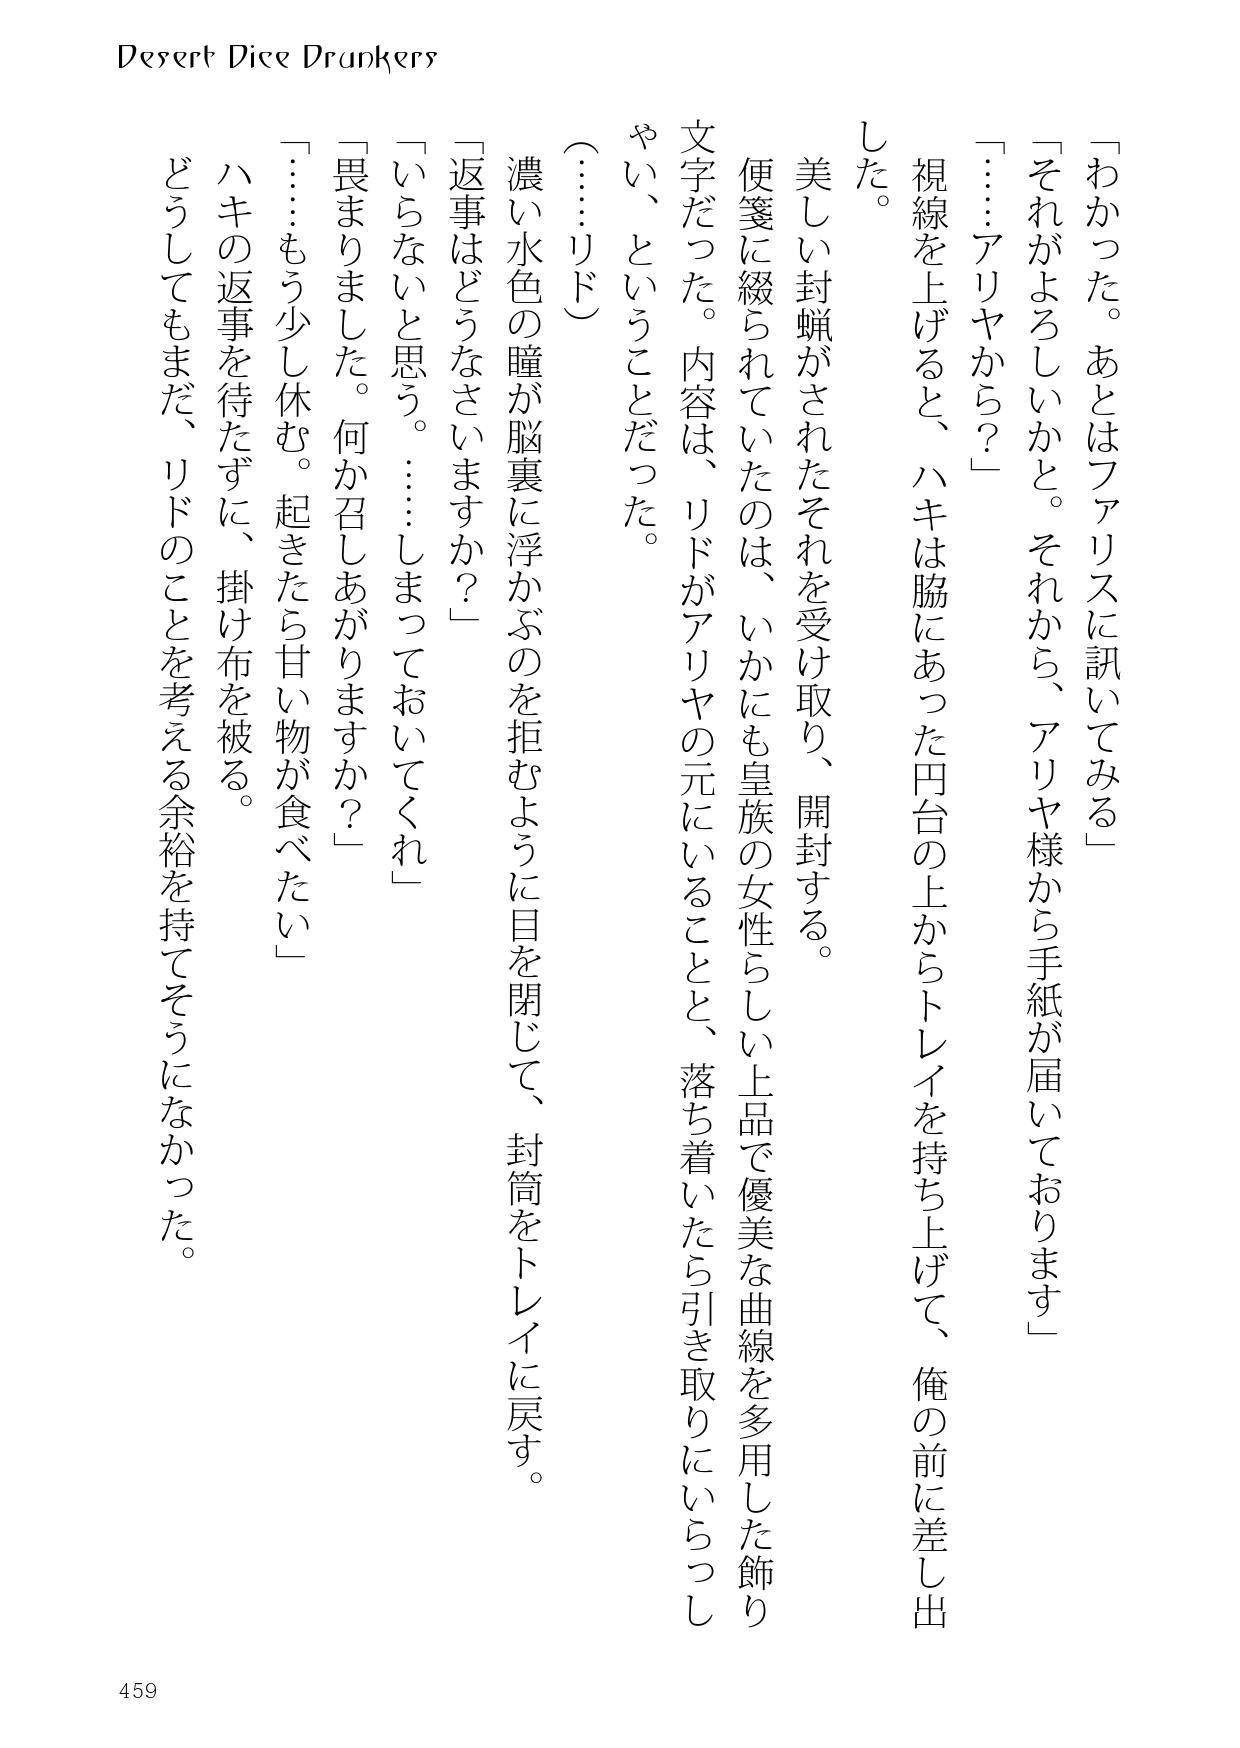 Desert Dice Drunkers
「わかった。あとはファリスに訊いてみる」
「それがよろしいかと。それから、アリヤ様から手紙が届いております」
「……アリヤから？」
　視線を上げると、ハキは脇にあった円台の上からトレイを持ち上げて、俺の前に差し出
した。
　美しい封蝋がされたそれを受け取り、開封する。
　便箋に綴られていたのは、いかにも皇族の女性らしい上品で優美な曲線を多用した飾り
文字だった。内容は、リドがアリヤの元にいることと、落ち着いたら引き取りにいらっし
ゃい、ということだった。
（……リド）
　濃い水色の瞳が脳裏に浮かぶのを拒むように目を閉じて、封筒をトレイに戻す。
「返事はどうなさいますか？」
「いらないと思う。……しまっておいてくれ」
「畏まりました。何か召しあがりますか？」
「……もう少し休む。起きたら甘い物が食べたい」
　ハキの返事を待たずに、掛け布を被る。
　どうしてもまだ、リドのことを考える余裕を持てそうになかった。
459